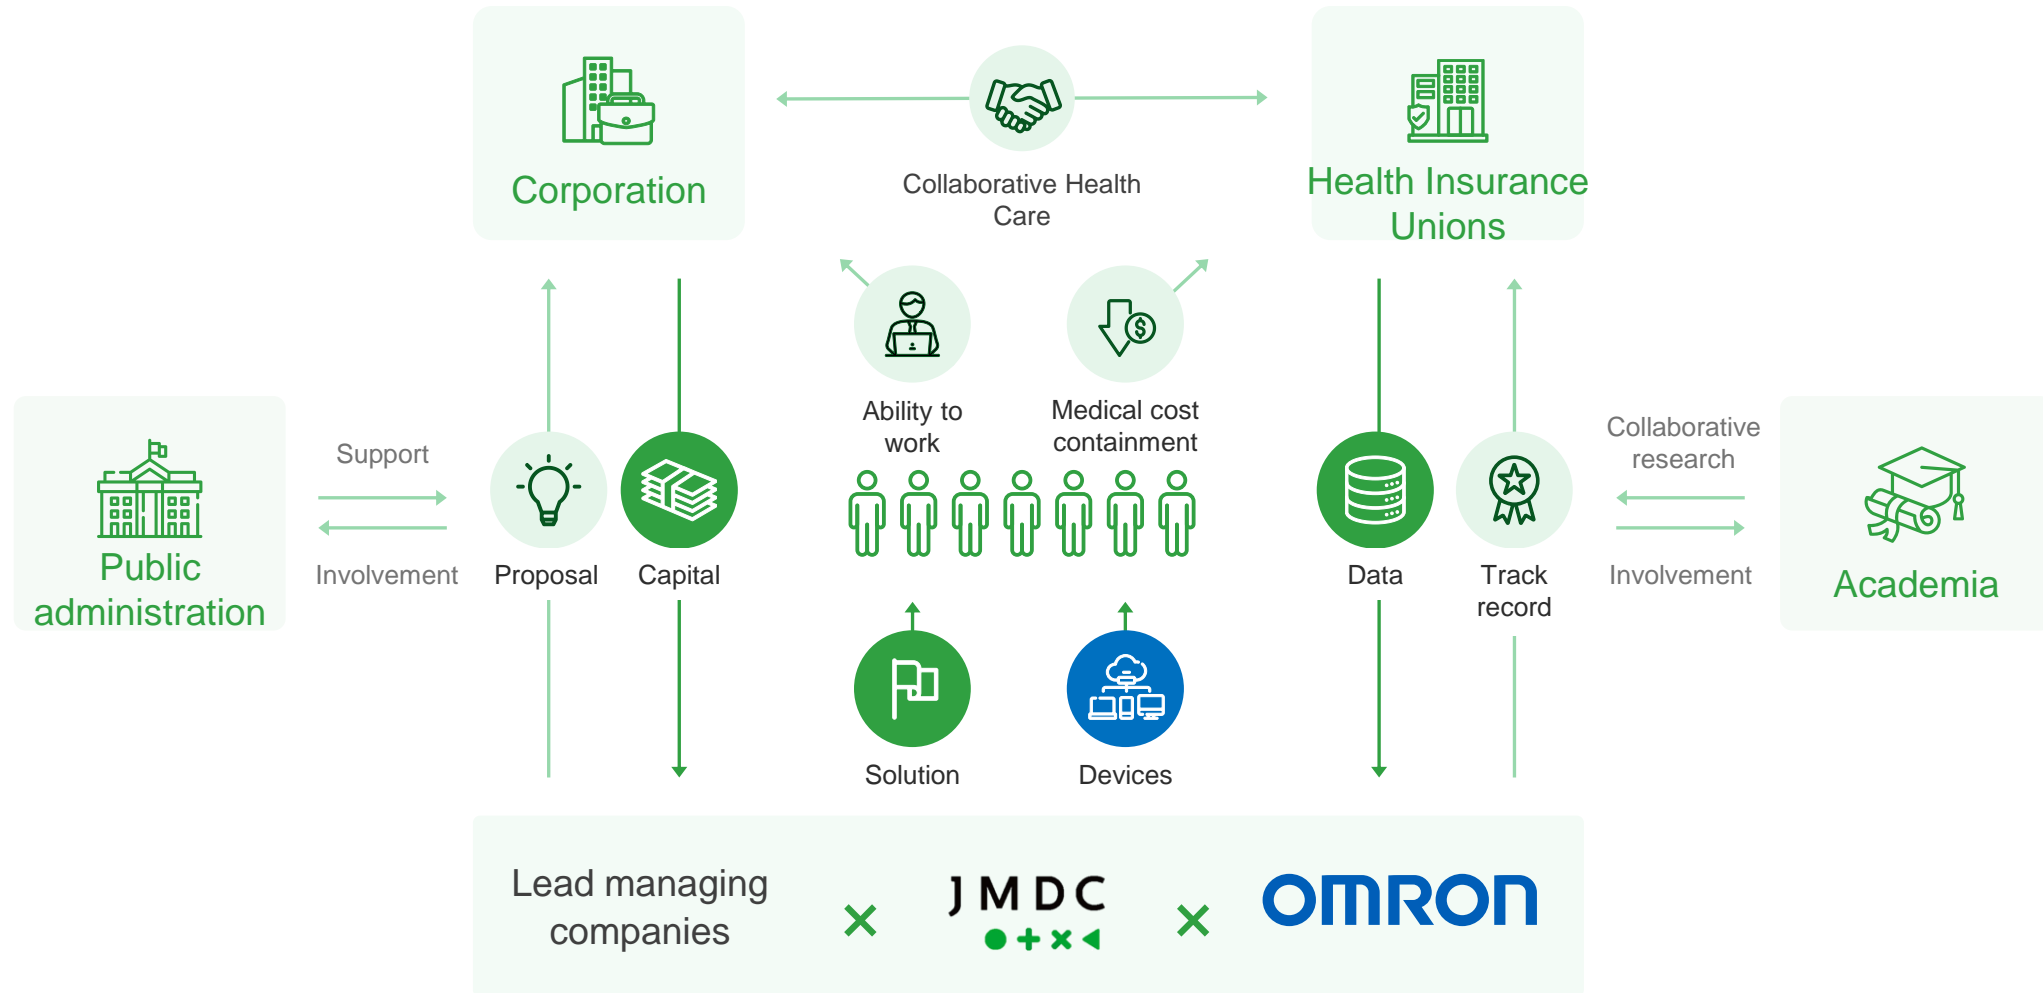 Corporation
Collaborative Health
Care
Health Insurance
Unions
Ability to
work
Medical cost
containment
Public
administration
Support
Involvement
Proposal
Capital
Data
Track
record
Collaborative
research
Involvement
Academia
Solution
Devices
Lead managing
companies
×
JMDC
×
OMRON